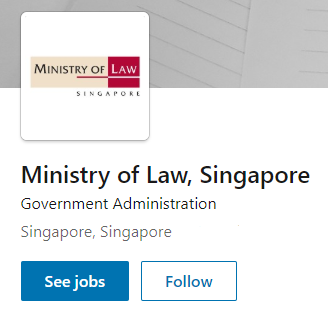 MINISTRY OF LAW
SINGAPORE
Ministry of Law, Singapore
Government Administration
Singapore, Singapore
See jobs
Follow